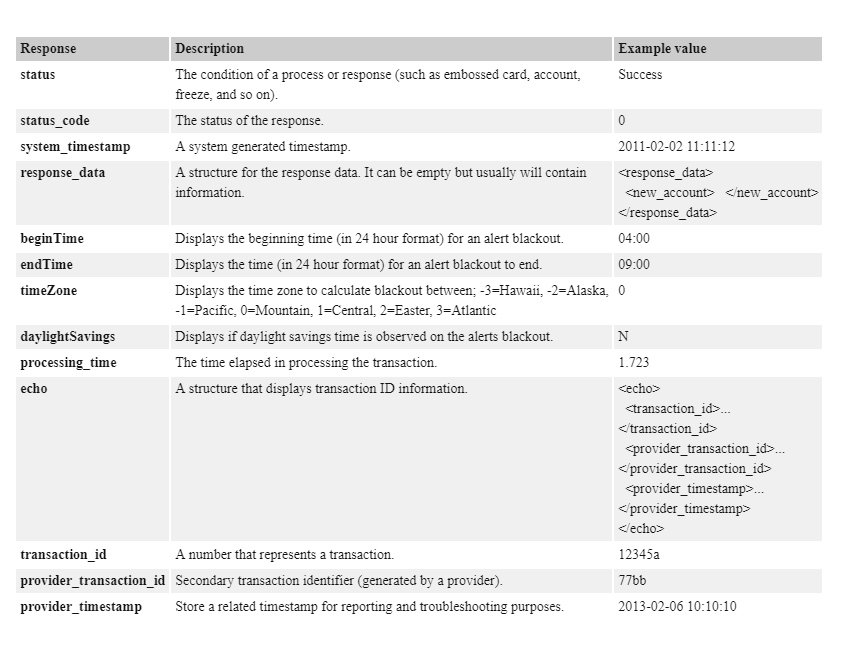 Response Description Example value
status The condition of a process or response (such as embossed card, account, Success
freeze, and so on).
status_code The status of the response. 0
system_timestamp A system generated timestamp. 2011-02-02 11:11:12
response_data A structure for the response data. It can be empty but usually will contain <response_data>
information. <new_account> </new_account>
</response_data>
beginTime Displays the beginning time (in 24 hour format) for an alert blackout. 04:00
endTime Displays the time (in 24 hour format) for an alert blackout to end. 09:00
timeZone Displays the time zone to calculate blackout between; -3=Hawaii, -2=Alaska, 0
-1=Pacific, 0=Mountain, 1=Central, 2=Easter, 3=Atlantic
daylightSavings Displays if daylight savings time is observed on the alerts blackout. N
processing_time The time elapsed in processing the transaction. 1.723
echo A structure that displays transaction ID information. <echo>
<transaction_id>...
</transaction_id>
<provider_transaction_id>...
</provider_transaction_id>
<provider_timestamp>...
</provider_timestamp>
</echo>
transaction_id A number that represents a transaction. 12345a
provider_transaction_id Secondary transaction identifier (generated by a provider). 77bb
provider_timestamp Store a related timestamp for reporting and troubleshooting purposes. 2013-02-06 10:10:10